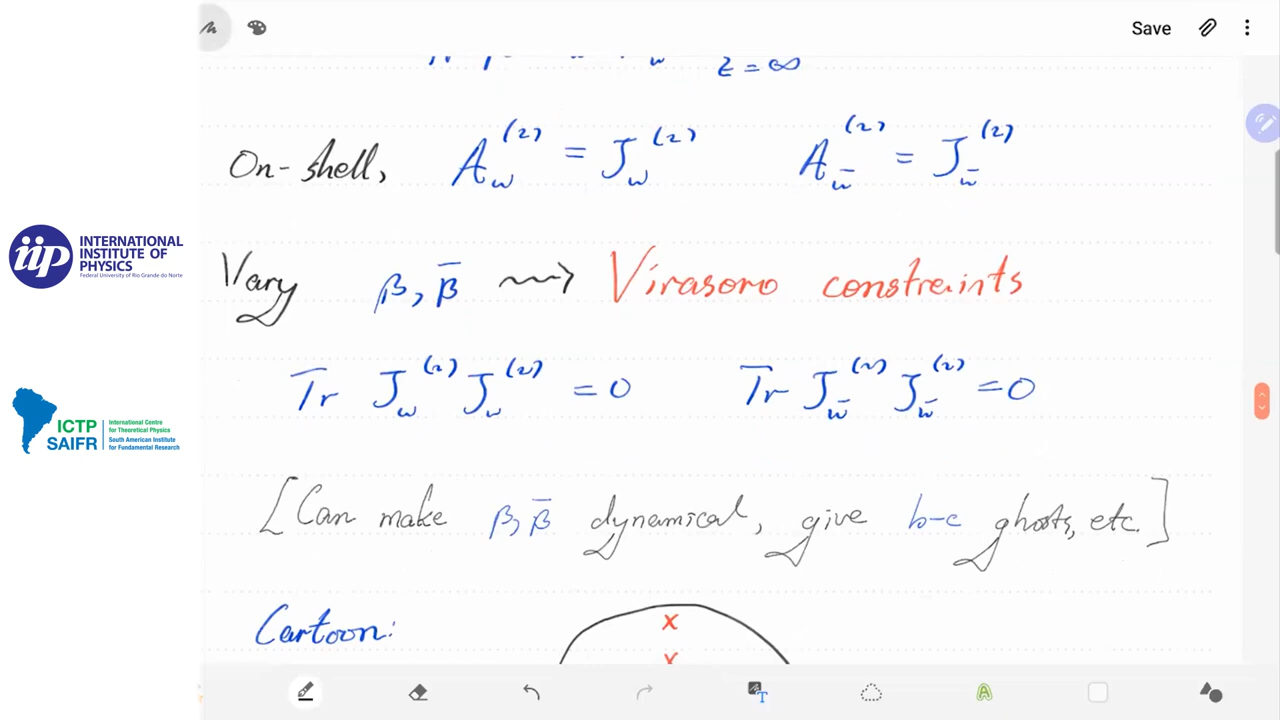 Save
z = ∞
On-shell, A_w^(2) = J_w^(2) A_w̄^(2) = J_w̄^(2)
Vary β, β̄ ⇝ Virasoro constraints
Tr J_w^(2) J_w^(2) = 0 Tr J_w̄^(2) J_w̄^(2) = 0
[Can make β, β̄ dynamical, give b-c ghosts, etc.]
Cartoon:
x
x
iip INTERNATIONAL
INSTITUTE OF
PHYSICS
Federal University of Rio Grande do Norte
ICTP
SAIFR
International Centre
for Theoretical Physics
South American Institute
for Fundamental Research
T
A